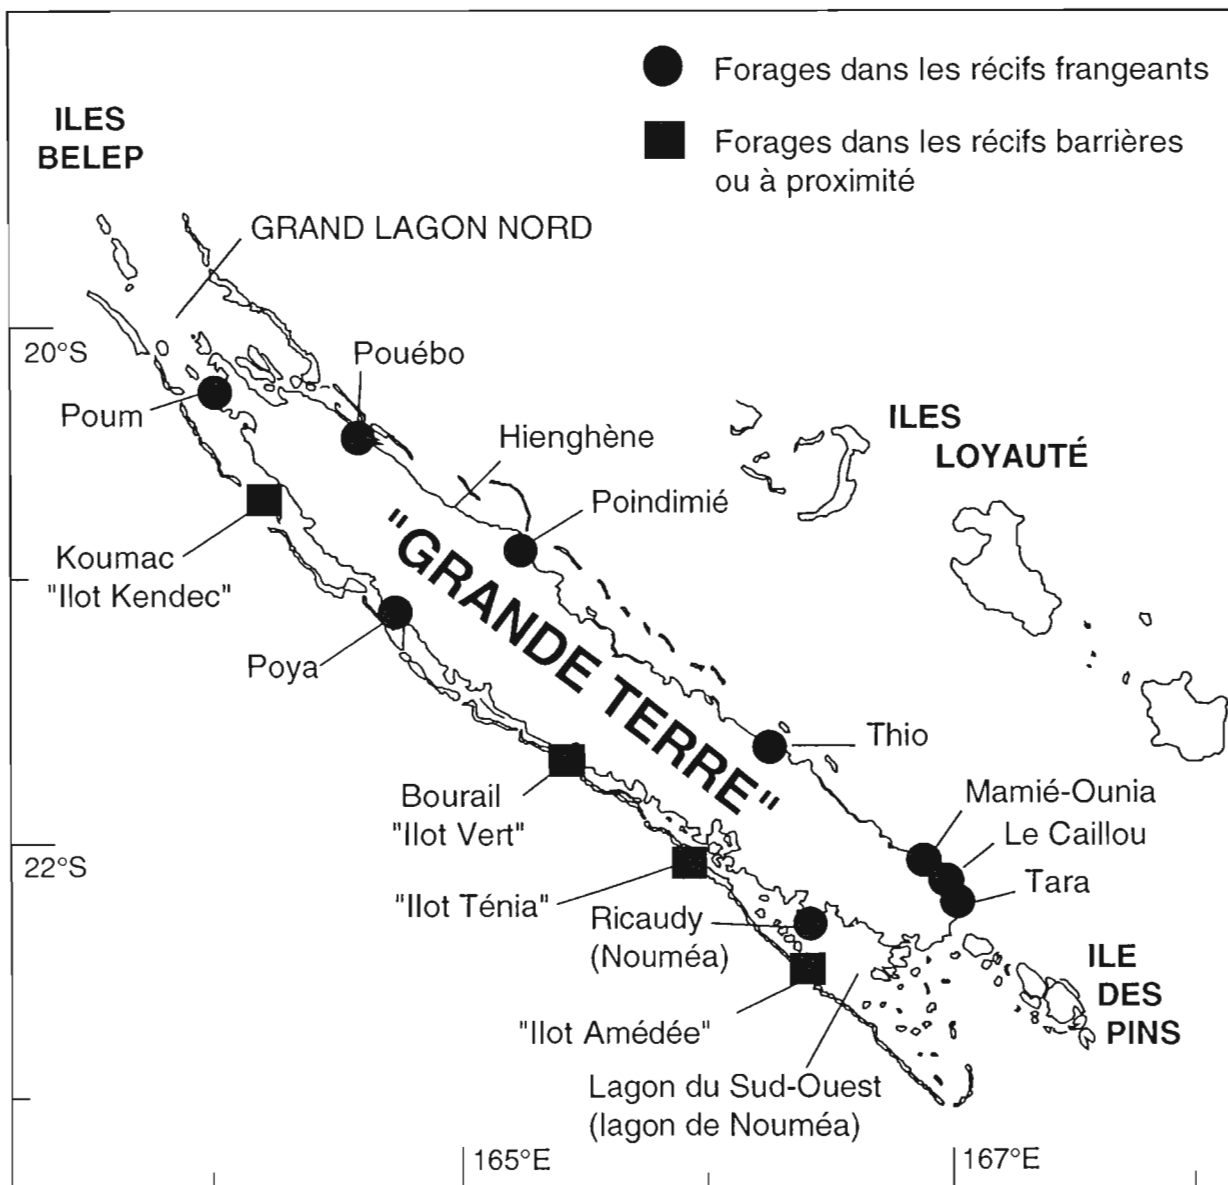 Forages dans les récifs frangeants
Forages dans les récifs barrières
ou à proximité
ILES
BELEP
GRAND LAGON NORD
20°S
Pouébo
Poum
Hienghène
ILES
LOYAUTÉ
Poindimié
Koumac
"Ilot Kendec"
"GRANDE TERRE"
Poya
Thio
Bourail
"Ilot Vert"
Mamié-Ounia
Le Caillou
22°S
Tara
"Ilot Ténia"
Ricaudy
(Nouméa)
ILE
DES
PINS
"Ilot Amédée"
Lagon du Sud-Ouest
(lagon de Nouméa)
165°E
167°E